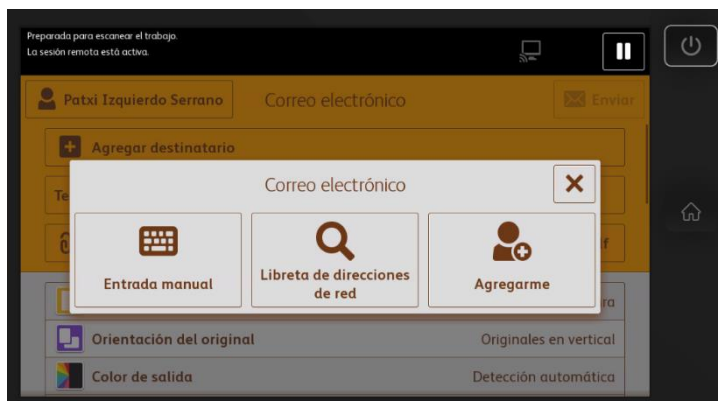 Preparada para escanear el trabajo.
La sesión remota está activa.
Patxi Izquierdo Serrano
Correo electrónico
Enviar
Agregar destinatario
Correo electrónico
Entrada manual
Libreta de direcciones
de red
Agregarme
Orientación del original
Originales en vertical
Color de salida
Detección automática